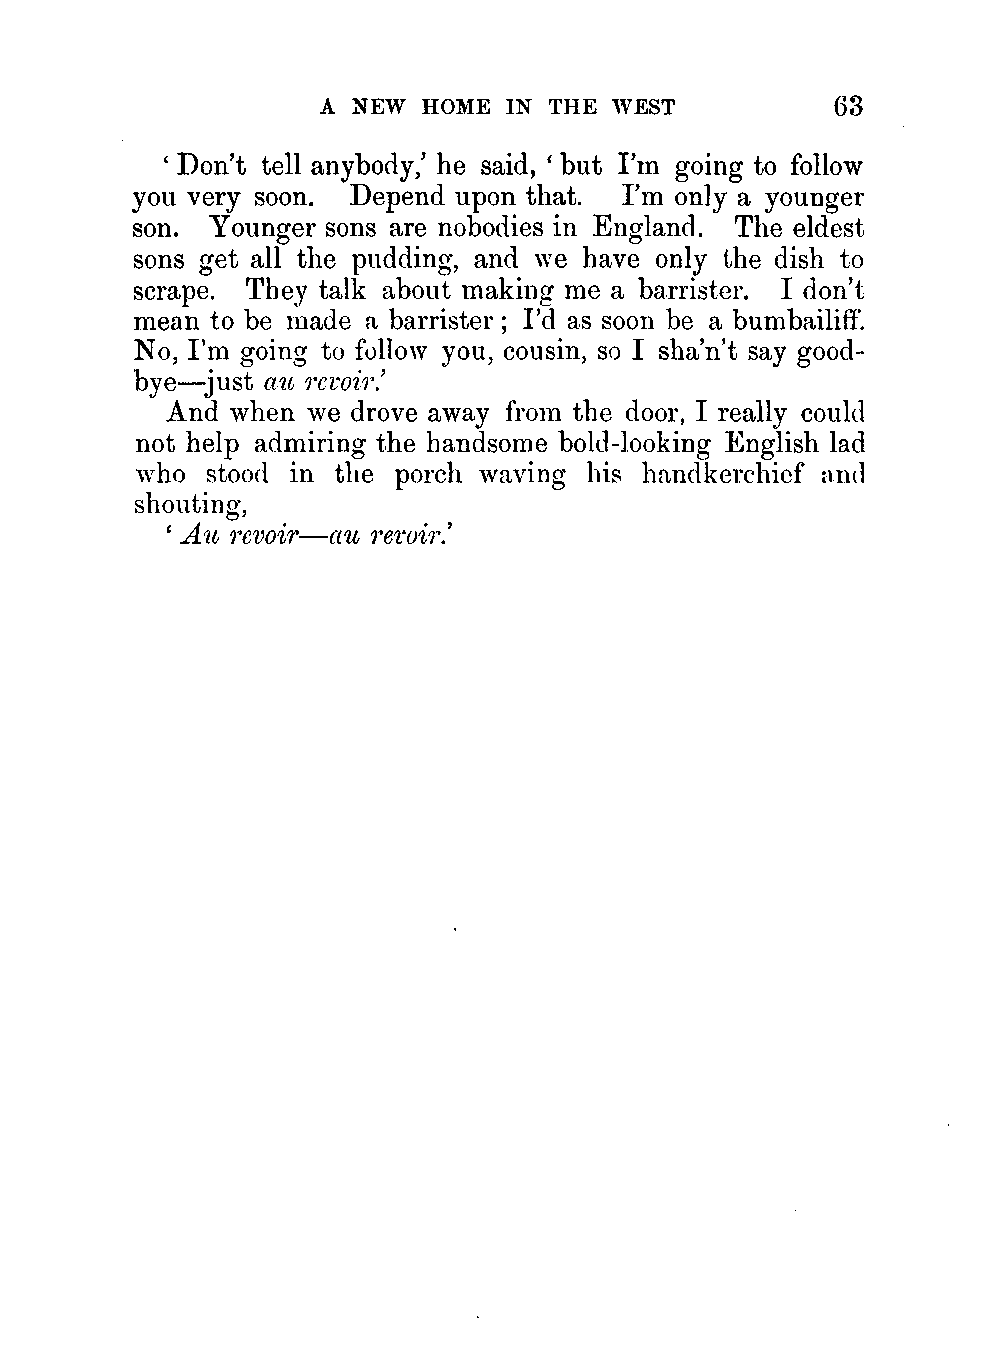 A NEW HOME IN THE WEST 63
‘Don't tell anybody,’ he said, ‘but I'm going to follow
you very soon. Depend upon that. I'm only a younger
son. Younger sons are nobodies in England. The eldest
sons get all the pudding, and we have only the dish to
scrape. They talk about making me a barrister. I don't
mean to be made a barrister; I'd as soon be a bumbailiff.
No, I'm going to follow you, cousin, so I sha'n't say good-
bye—just au revoir.’
And when we drove away from the door, I really could
not help admiring the handsome bold-looking English lad
who stood in the porch waving his handkerchief and
shouting,
‘Au revoir—au revoir.’